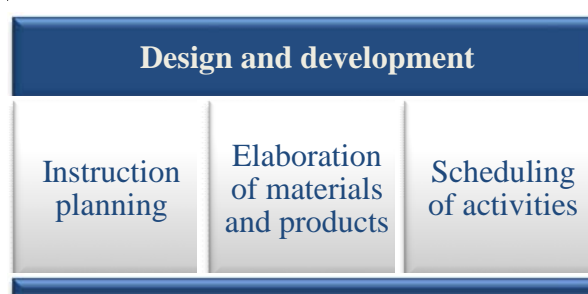 Design and development
Instruction
planning
Elaboration
of materials
and products
Scheduling
of activities